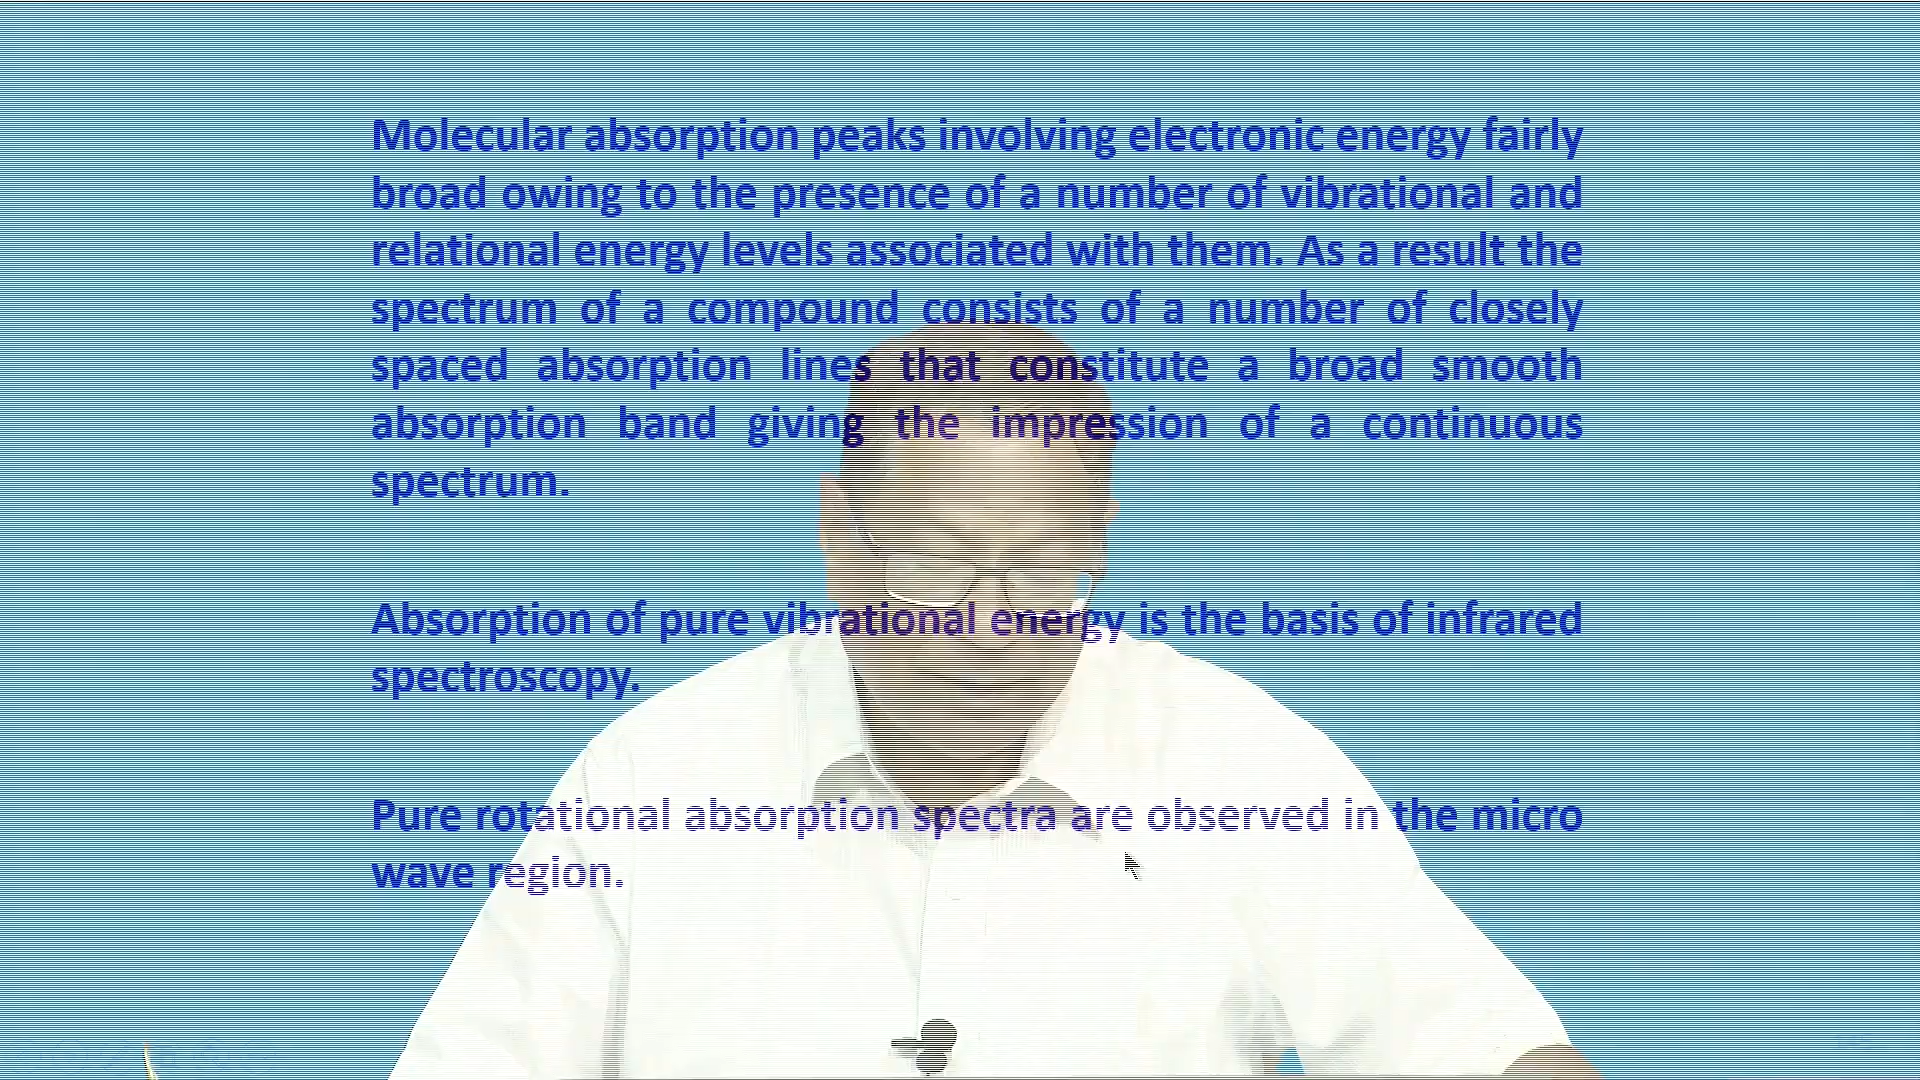 Molecular absorption peaks involving electronic energy fairly
broad owing to the presence of a number of vibrational and
relational energy levels associated with them. As a result the
spectrum of a compound consists of a number of closely
spaced absorption lines that constitute a broad smooth
absorption band giving the impression of a continuous
spectrum.
Absorption of pure vibrational energy is the basis of infrared
spectroscopy.
Pure rotational absorption spectra are observed in the micro
wave region.